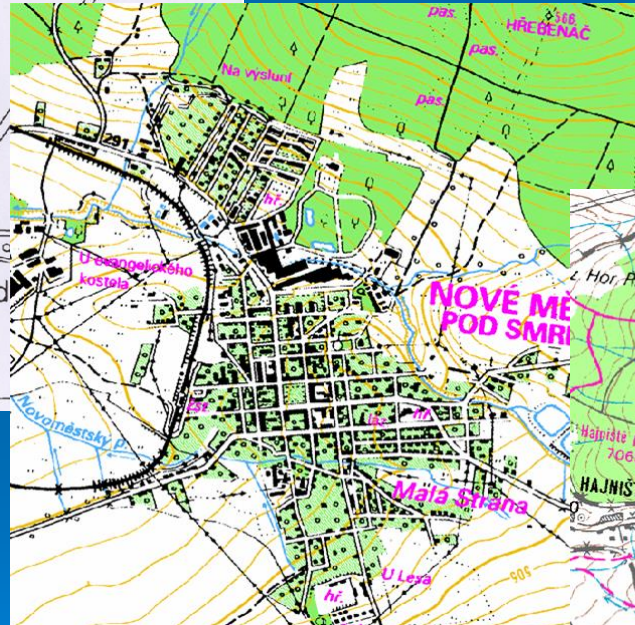 pas.
566
HŘEBENÁČ
pas.
Na výsluní
pas.
291
hř.
U evangelického
kostela
Hor. P
NOVÉ MĚ
POD SMR
žst.
hř.
Novoměstský p.
Hajniště
706
Malá Strana
HAJNIŠ
U Lesa
505
hř.